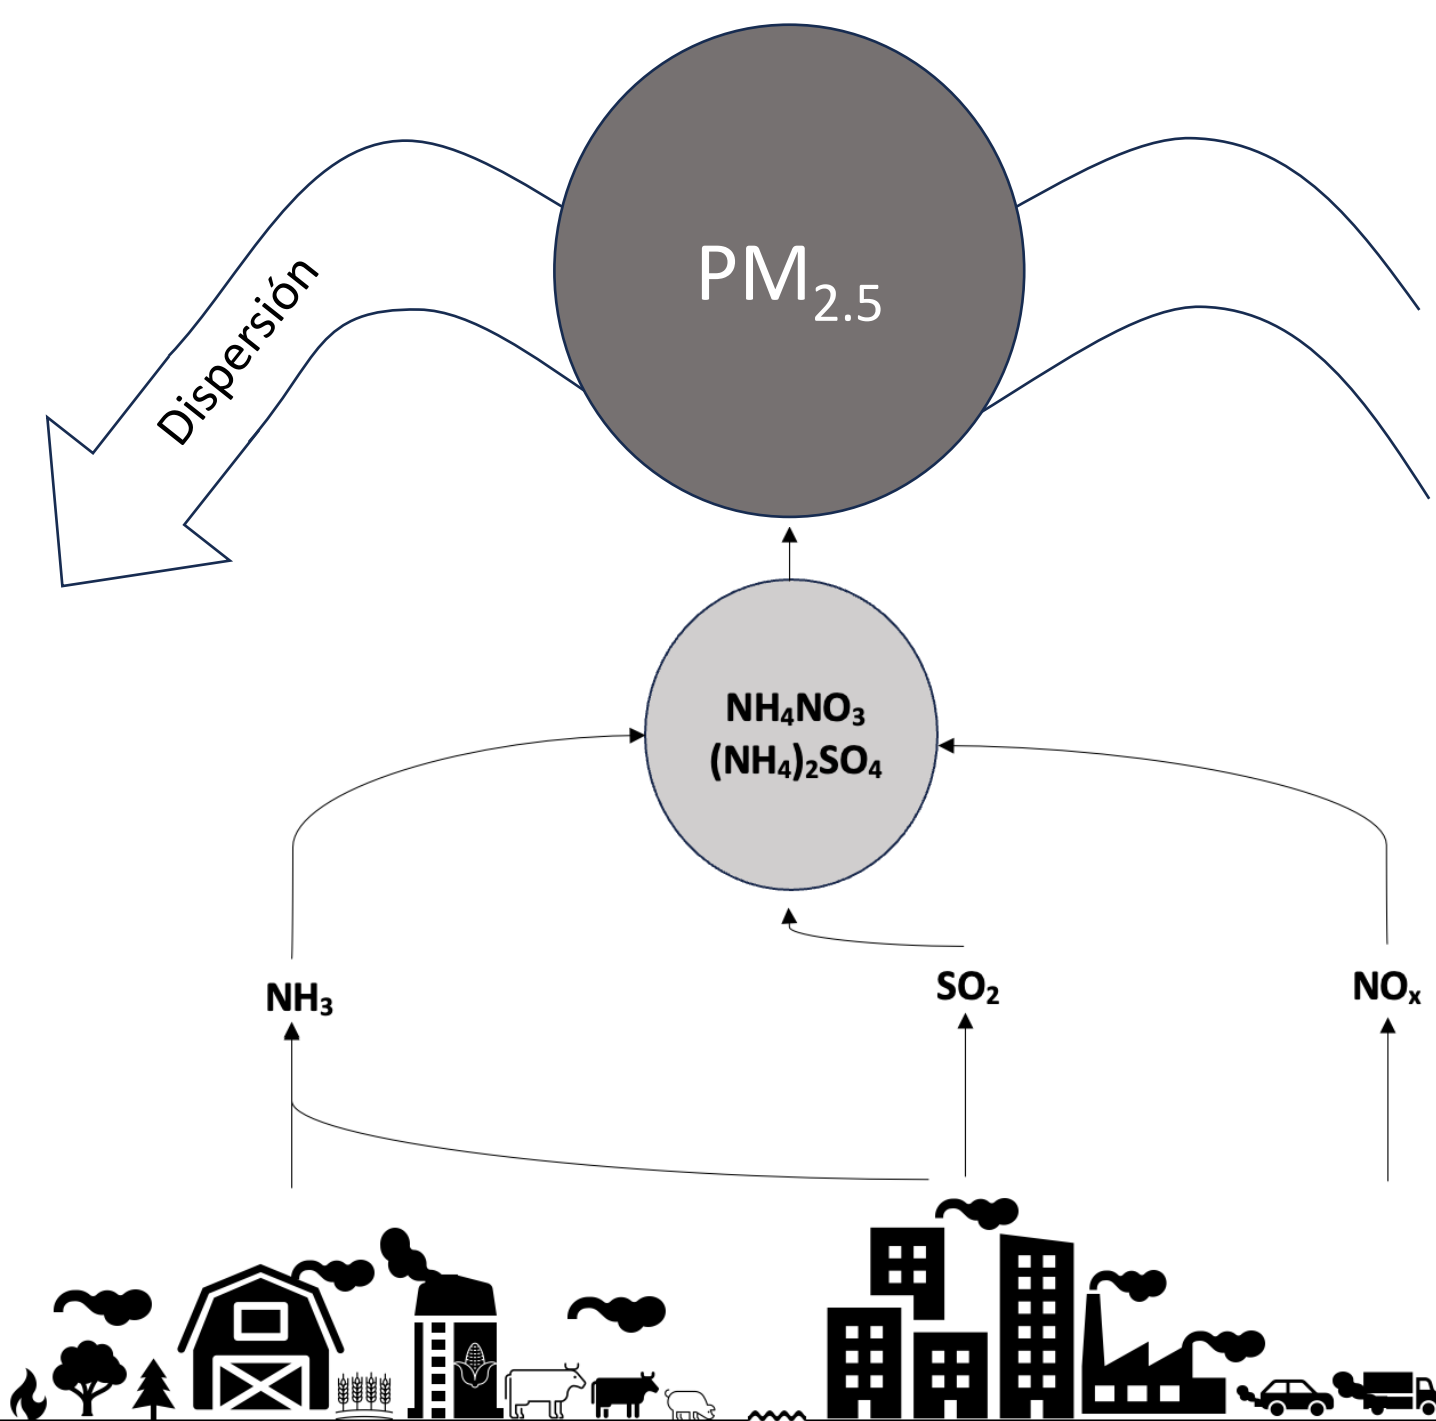 PM₂.₅
Dispersión
NH₄NO₃
(NH₄)₂SO₄
NH₃
SO₂
NOₓ